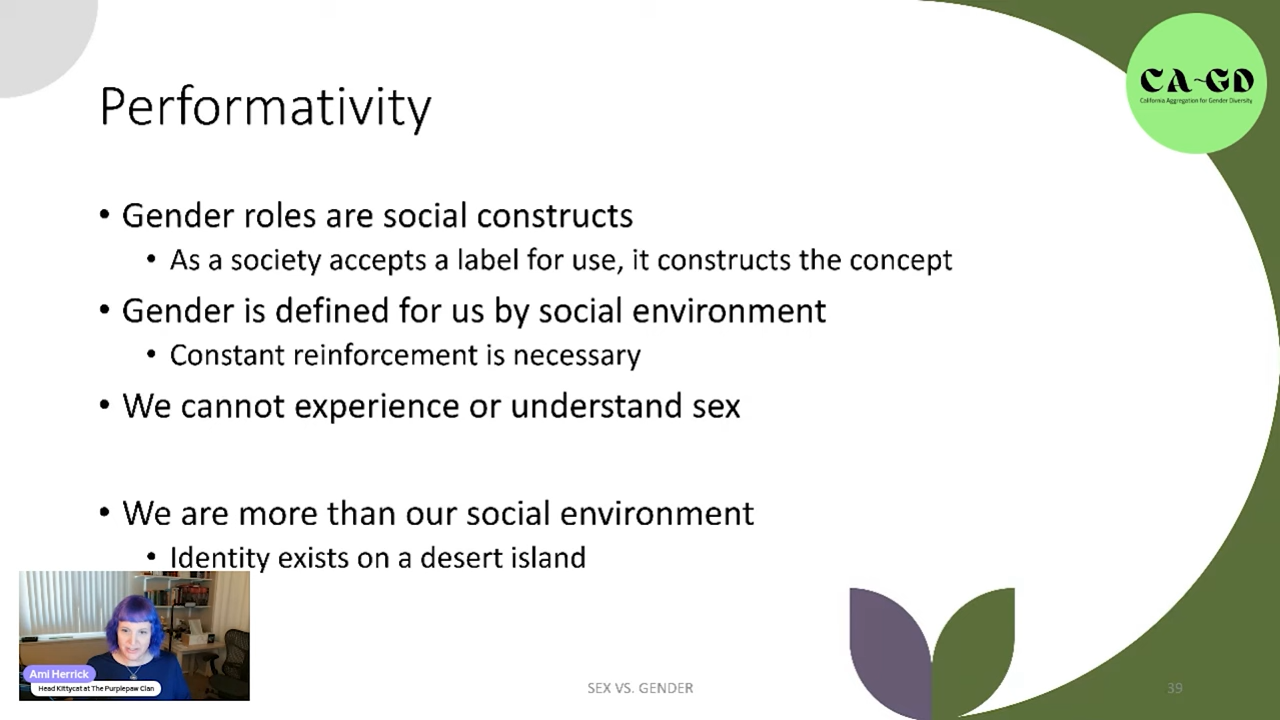 Performativity
CA~GD
California Aggregation for Gender Diversity
• Gender roles are social constructs
• As a society accepts a label for use, it constructs the concept
• Gender is defined for us by social environment
• Constant reinforcement is necessary
• We cannot experience or understand sex
• We are more than our social environment
• Identity exists on a desert island
Ami Herrick
Head Kittycat at The Purplepaw Clan
SEX VS. GENDER
39